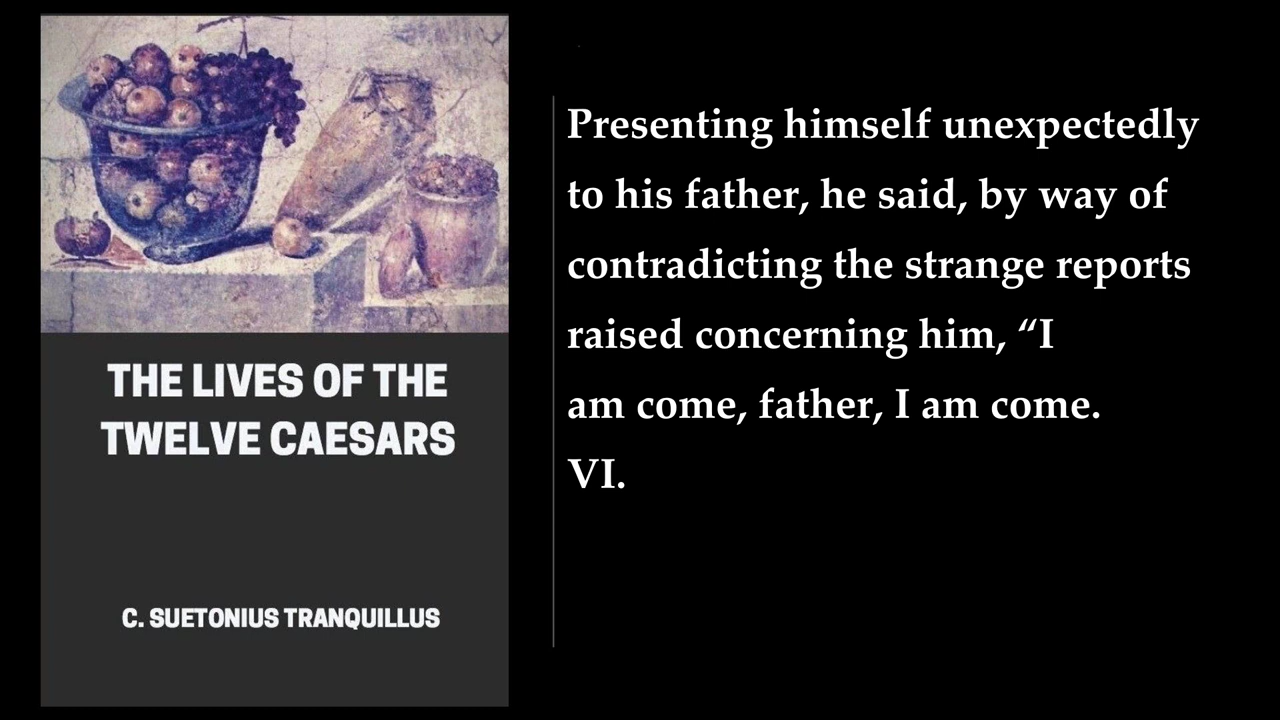 THE LIVES OF THE
TWELVE CAESARS
C. SUETONIUS TRANQUILLUS
Presenting himself unexpectedly
to his father, he said, by way of
contradicting the strange reports
raised concerning him, “I
am come, father, I am come.
VI.